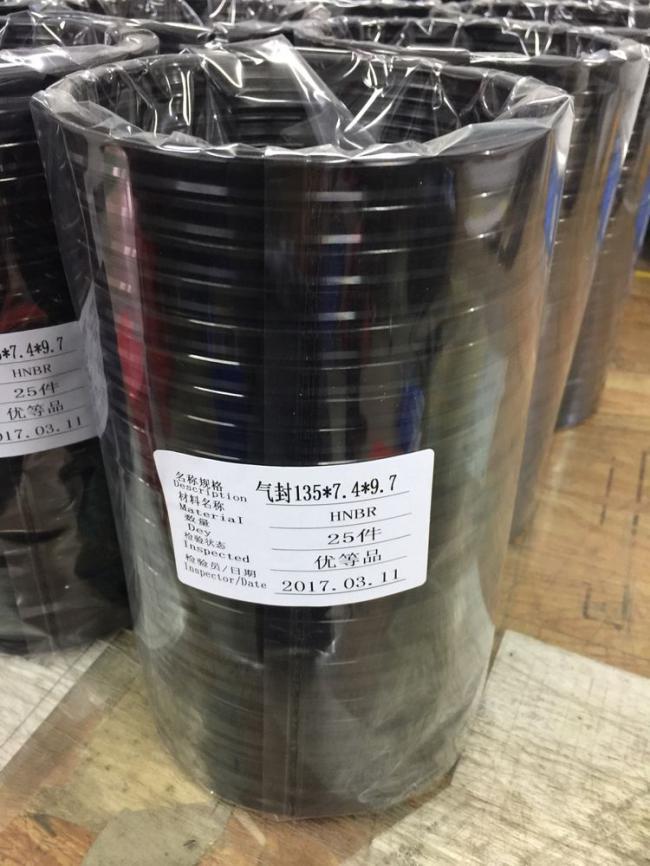 *7.4*9.7
HNBR
25件
优等品
17.03.11
名称规格 气封135*7.4*9.7
Description
材料名称 HNBR
Material
数量 25件
Dey
检验状态 优等品
Inspected
检验员/日期 2017.03.11
Inspector/Date